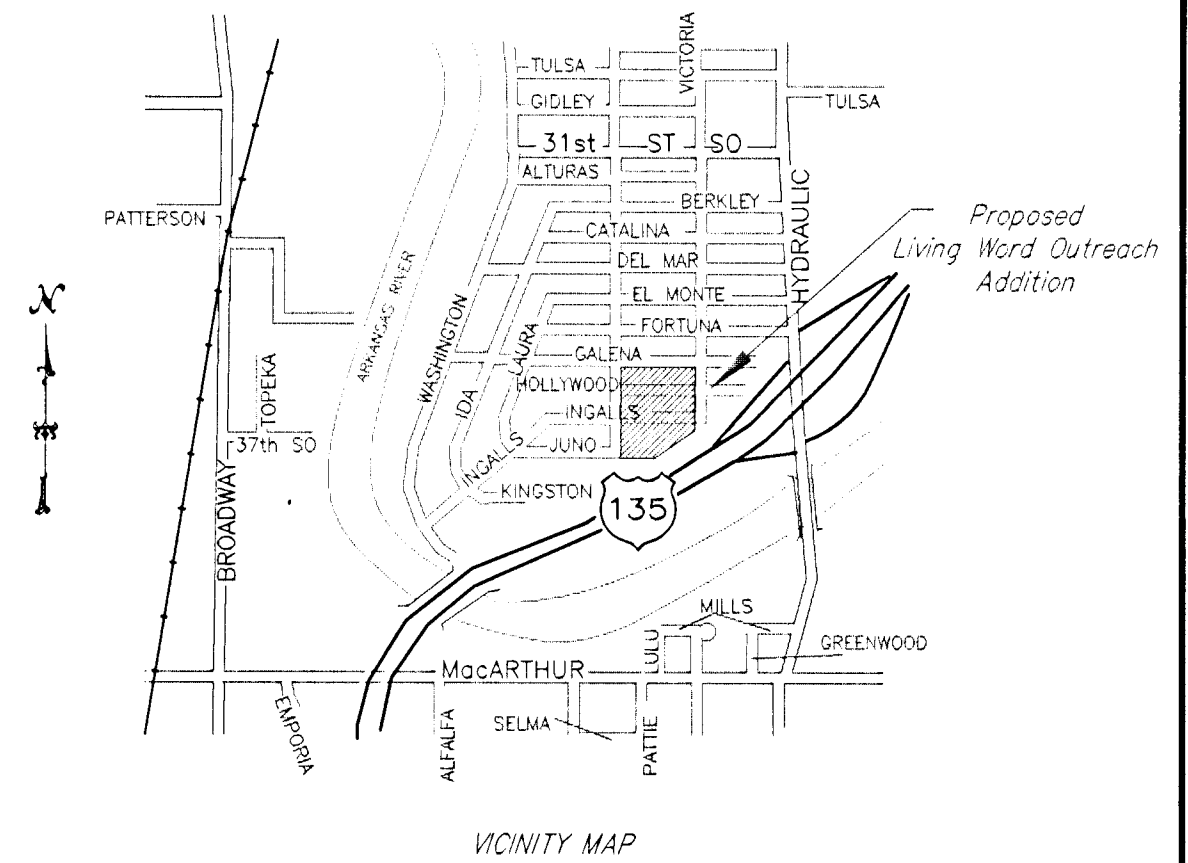 VICTORIA
TULSA
GIDLEY
TULSA
31st ST SO
ALTURAS
HYDRAULIC
BERKLEY
PATTERSON
CATALINA
Proposed
Living Word Outreach
Addition
ARKANSAS RIVER
DEL MAR
N
EL MONTE
WASHINGTON
LAURA
FORTUNA
GALENA
TOPEKA
IDA
HOLLYWOOD
INGALLS
37th SO
INGALLS
JUNO
KINGSTON
135
BROADWAY
MILLS
LULU
GREENWOOD
MacARTHUR
EMPORIA
ALFALFA
SELMA
PATTIE
VICINITY MAP